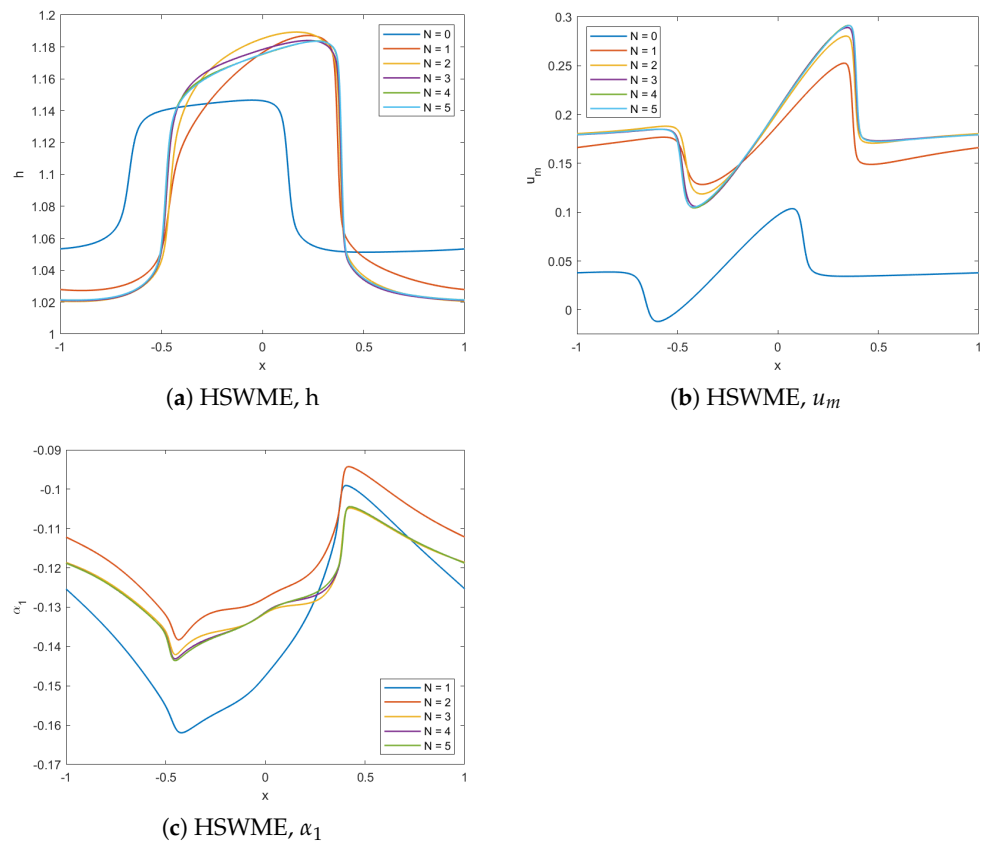 1.2
1.18
1.16
1.14
1.12
1.1
1.08
1.06
1.04
1.02
1
h
-1
-0.5
0
0.5
1
x
N = 0
N = 1
N = 2
N = 3
N = 4
N = 5
(a) HSWME, h
0.3
0.25
0.2
0.15
0.1
0.05
0
u_m
-1
-0.5
0
0.5
1
x
N = 0
N = 1
N = 2
N = 3
N = 4
N = 5
(b) HSWME, u_m
-0.09
-0.1
-0.11
-0.12
-0.13
-0.14
-0.15
-0.16
-0.17
α_1
-1
-0.5
0
0.5
1
x
N = 1
N = 2
N = 3
N = 4
N = 5
(c) HSWME, α_1